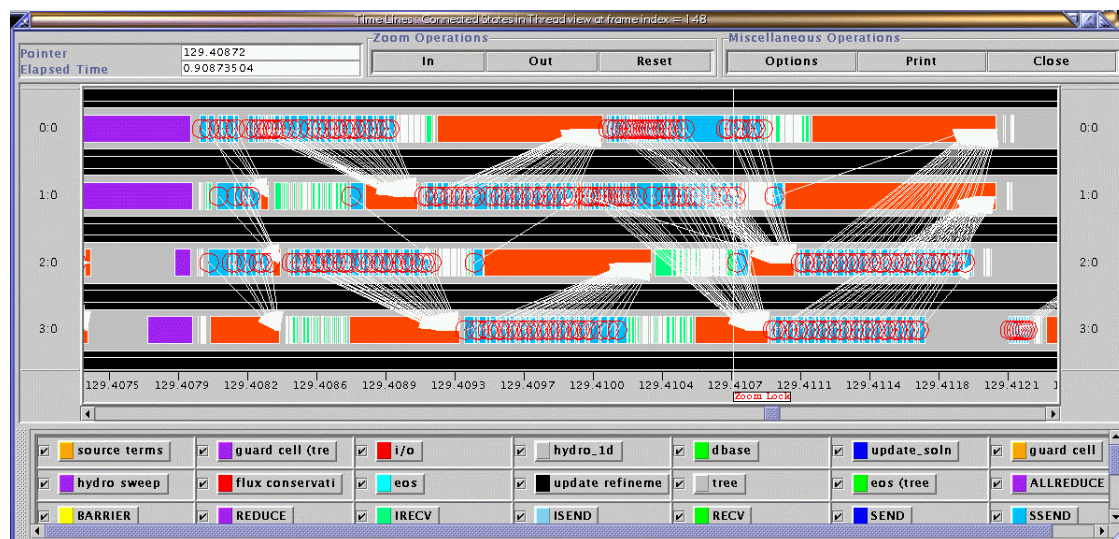 Time Lines : Connected States in Thread view at frame index = 148
Zoom Operations
Miscellaneous Operations
Pointer 129.40872
Elapsed Time 0.90873504
In Out Reset Options Print Close
0:0 0:0
1:0 1:0
2:0 2:0
3:0 3:0
129.4075 129.4079 129.4082 129.4086 129.4089 129.4093 129.4097 129.4100 129.4104 129.4107 129.4111 129.4114 129.4118 129.4121 1
Zoom Lock
source terms guard cell (tre i/o hydro_1d dbase update_soln guard cell
hydro sweep flux conservati eos update refineme tree eos (tree ALLREDUCE
BARRIER REDUCE IRECV ISEND RECV SEND SSEND